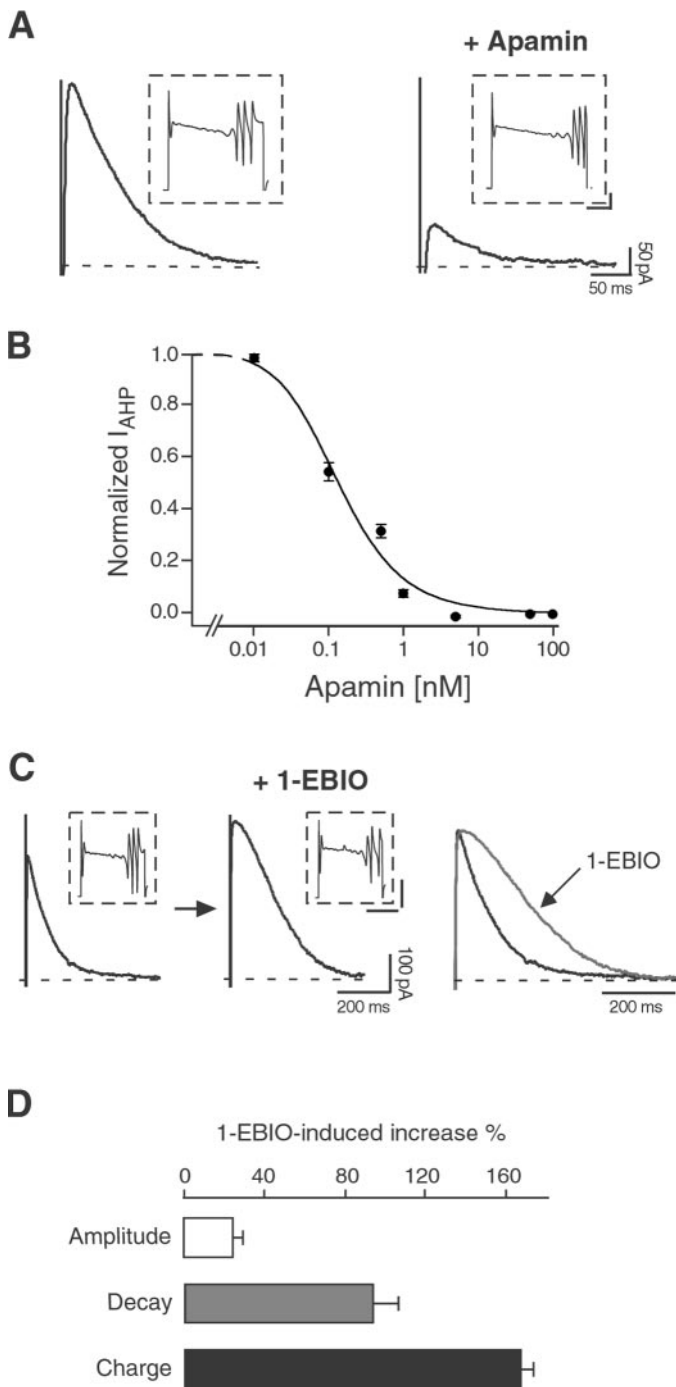 A
+ Apamin
50 pA
50 ms
B
Normalized I_AHP
1.0
0.8
0.6
0.4
0.2
0.0
0.01
0.1
1
10
100
Apamin [nM]
C
+ 1-EBIO
1-EBIO
100 pA
200 ms
200 ms
D
1-EBIO-induced increase %
0 40 80 120 160
Amplitude
Decay
Charge